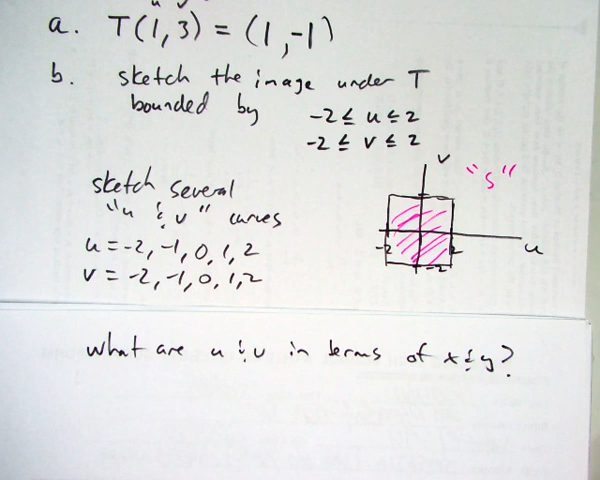 u v
a. T(1,3) = (1,-1)
b. sketch the image under T
bounded by -2 ≤ u ≤ 2
-2 ≤ v ≤ 2
v "S"
sketch several
"u & v" curves
u = -2, -1, 0, 1, 2
v = -2, -1, 0, 1, 2
-2 2 u
-2
what are u & v in terms of x & y?